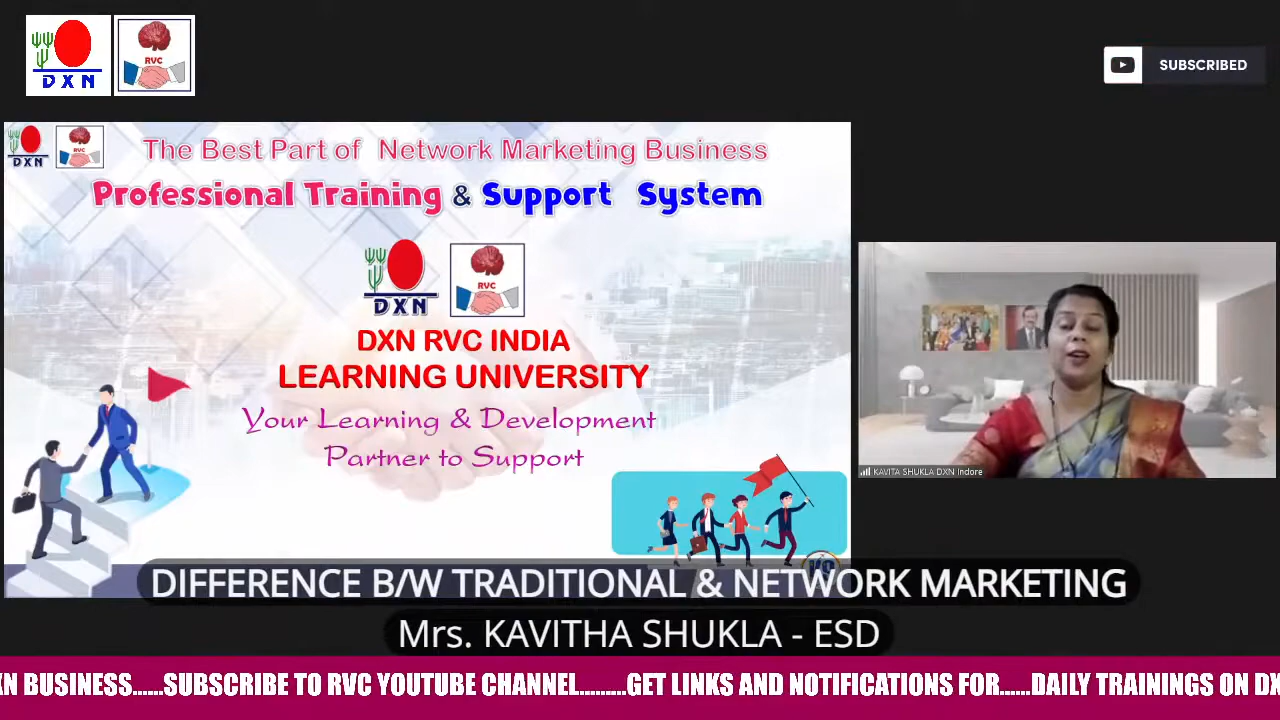 DXN
RVC
SUBSCRIBED
DXN
RVC
The Best Part of Network Marketing Business
Professional Training & Support System
DXN
RVC
DXN RVC INDIA
LEARNING UNIVERSITY
Your Learning & Development
Partner to Support
KAVITA SHUKLA DXN Indore
DIFFERENCE B/W TRADITIONAL & NETWORK MARKETING
Mrs. KAVITHA SHUKLA - ESD
XN BUSINESS......SUBSCRIBE TO RVC YOUTUBE CHANNEL.........GET LINKS AND NOTIFICATIONS FOR......DAILY TRAININGS ON DX